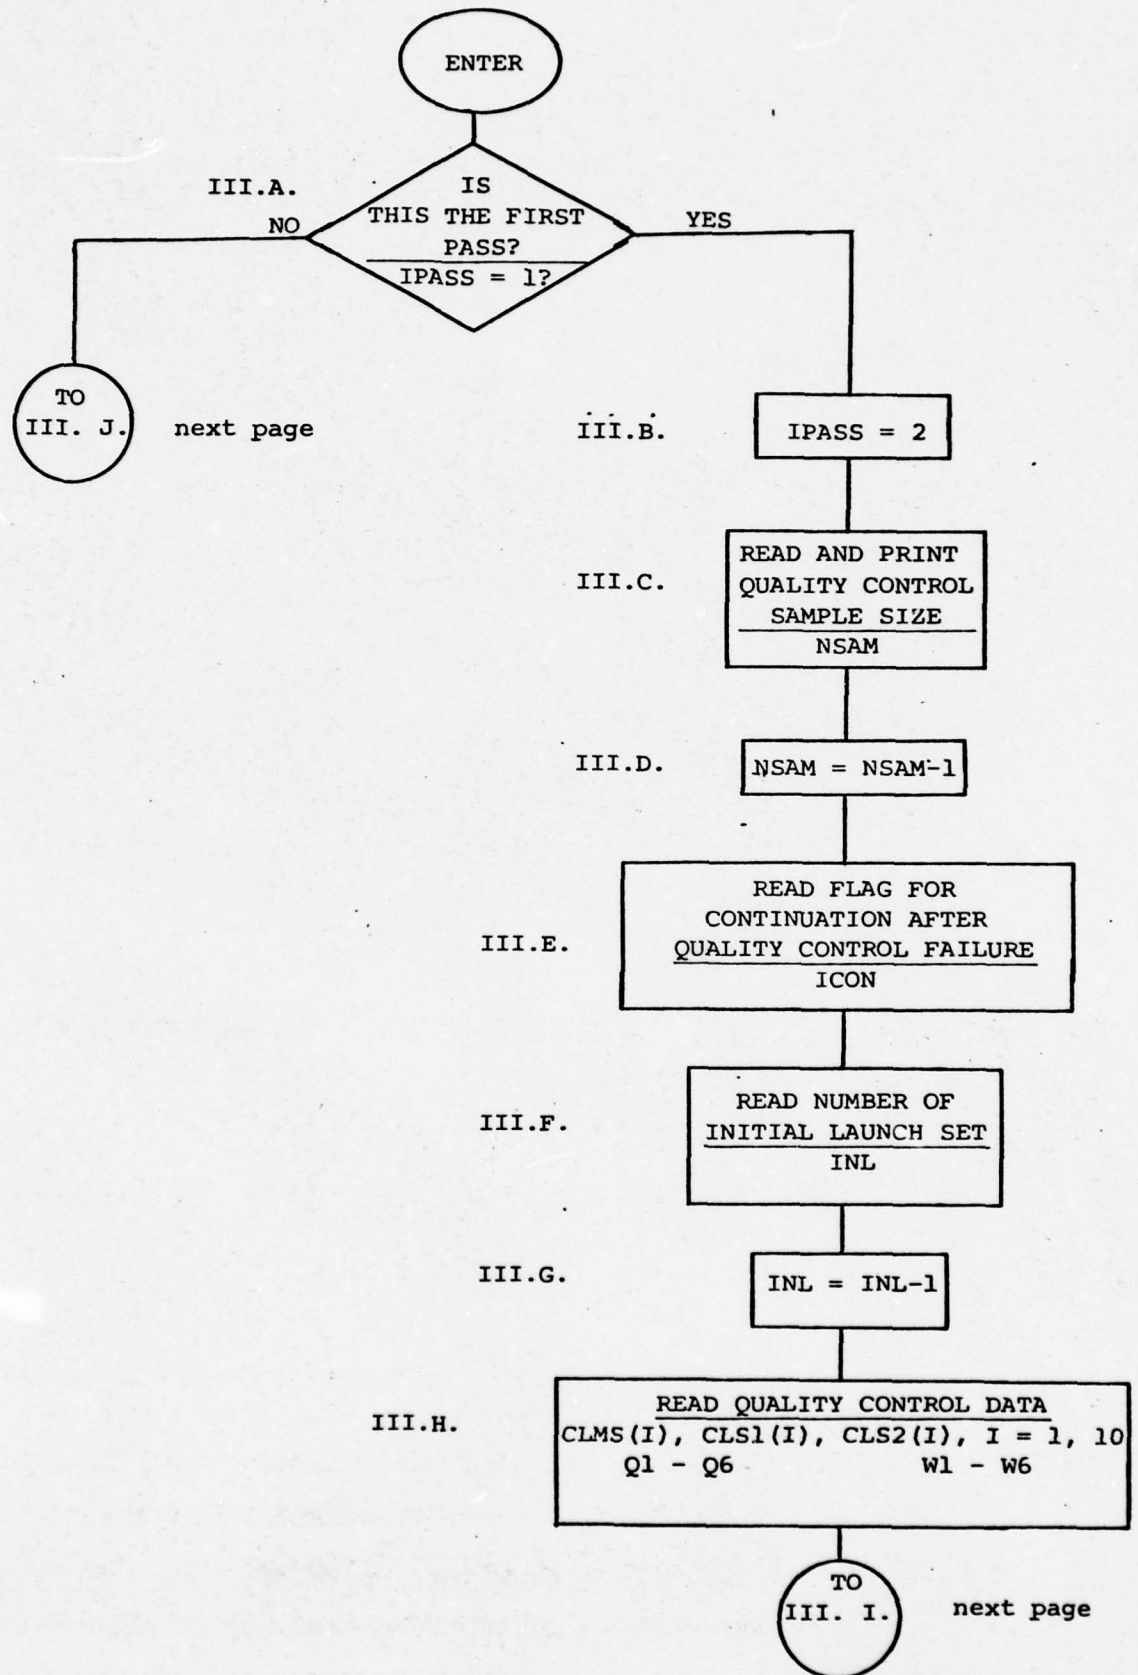 ENTER
III.A.
IS
THIS THE FIRST
PASS?
IPASS = 1?
NO
YES
TO
III. J.
next page
III.B.
IPASS = 2
III.C.
READ AND PRINT
QUALITY CONTROL
SAMPLE SIZE
NSAM
III.D.
NSAM = NSAM-1
III.E.
READ FLAG FOR
CONTINUATION AFTER
QUALITY CONTROL FAILURE
ICON
III.F.
READ NUMBER OF
INITIAL LAUNCH SET
INL
III.G.
INL = INL-1
III.H.
READ QUALITY CONTROL DATA
CLMS(I), CLS1(I), CLS2(I), I = 1, 10
Q1 - Q6 W1 - W6
TO
III. I.
next page